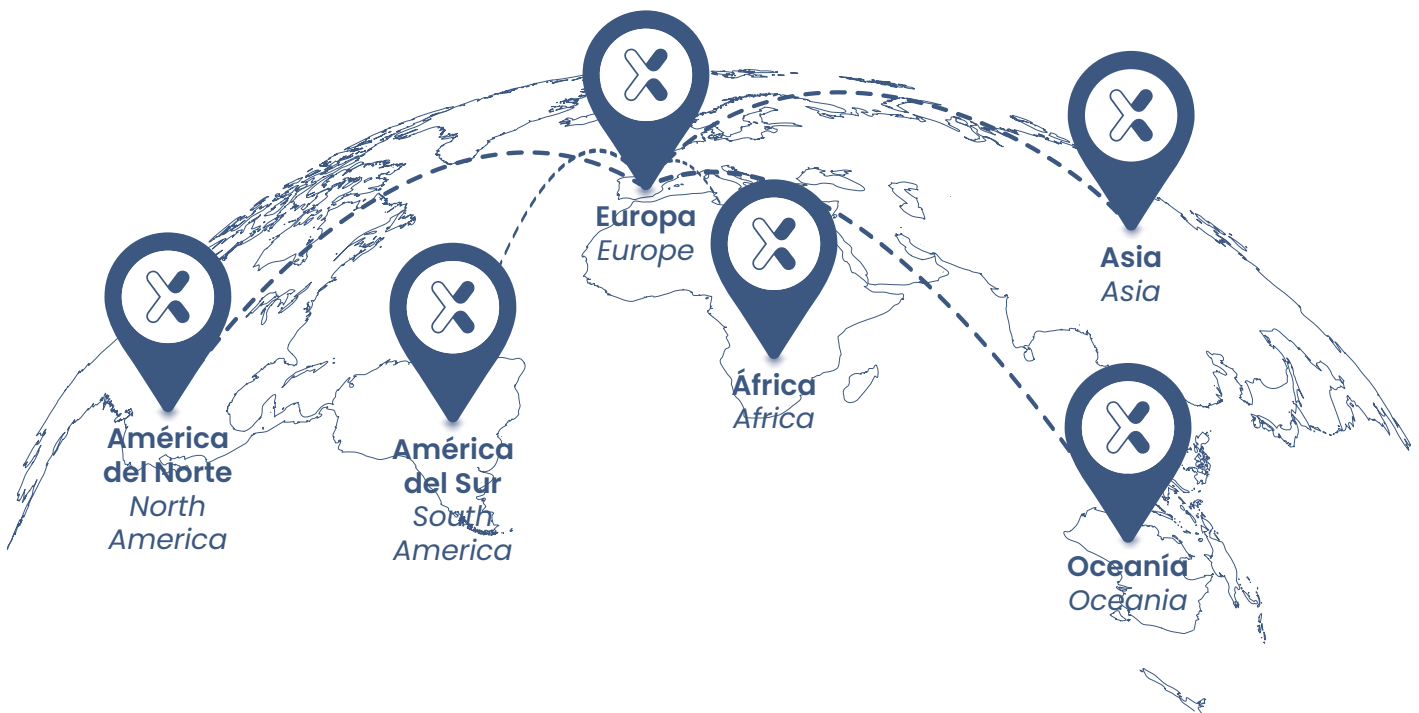 Europa
Europe
Asia
Asia
África
Africa
América
del Norte
North
America
América
del Sur
South
America
Oceanía
Oceania